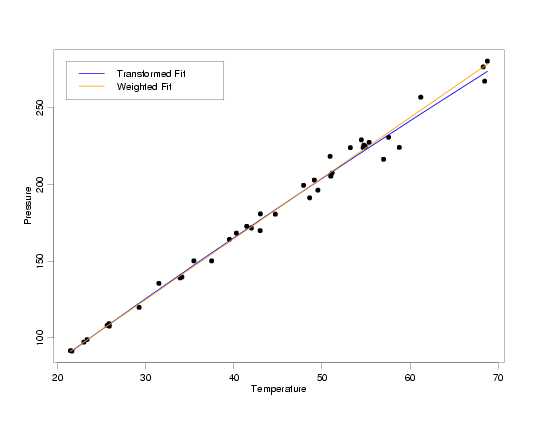 Transformed Fit
Weighted Fit
250
200
150
100
Pressure
20 30 40 50 60 70
Temperature